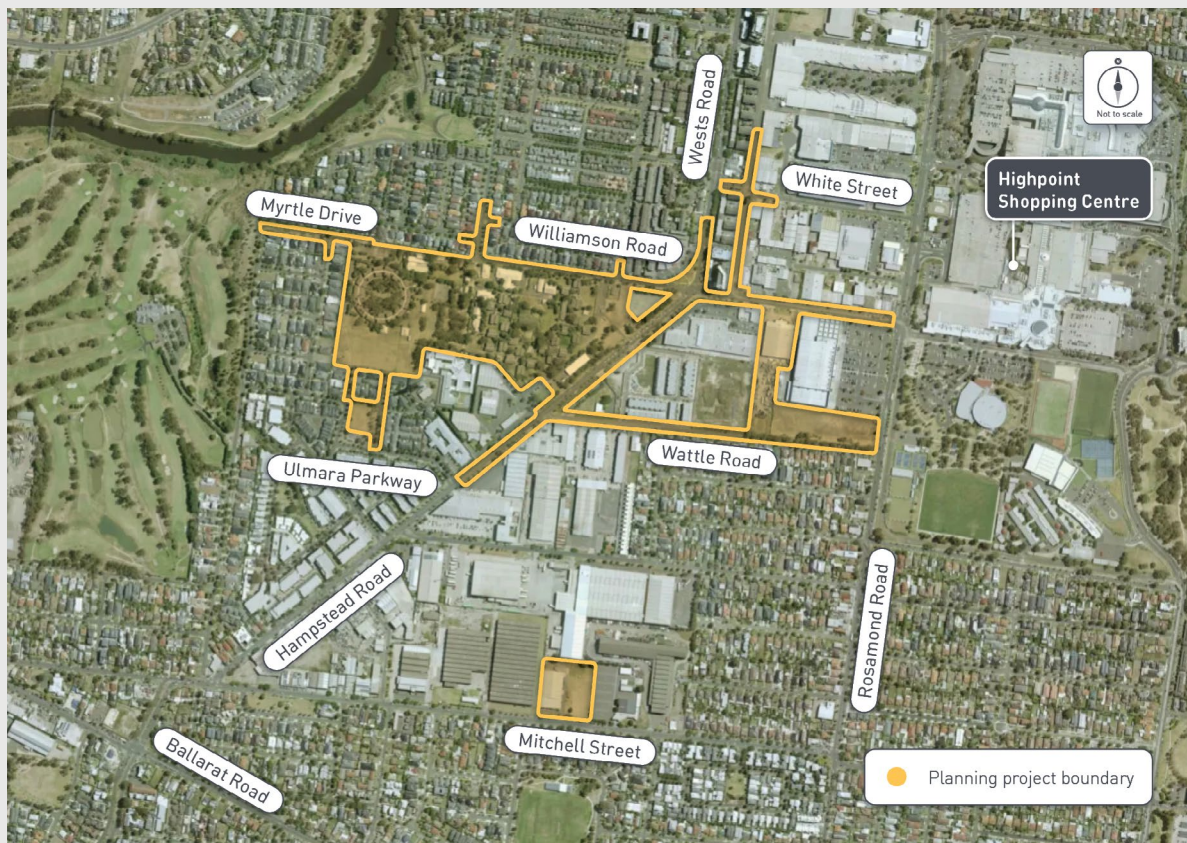 Wests Road
Not to scale
White Street
Highpoint
Shopping Centre
Myrtle Drive
Williamson Road
Wattle Road
Ulmara Parkway
Hampstead Road
Rosamond Road
Mitchell Street
Ballarat Road
Planning project boundary